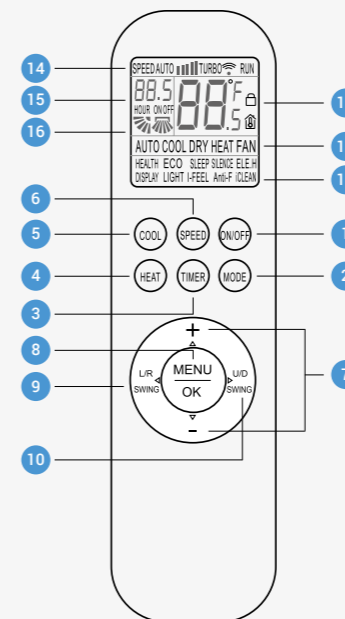 14
SPEED AUTO TURBO RUN
15
88.5 88.5 °F
HOUR ON OFF
16
AUTO COOL DRY HEAT FAN
HEALTH ECO SLEEP SILENCE ELE.H
DISPLAY LIGHT I-FEEL Anti-F iCLEAN
6
5 COOL SPEED ON/OFF
4 HEAT TIMER MODE
3
+
8
7
9 L/R SWING MENU OK U/D SWING
10
-